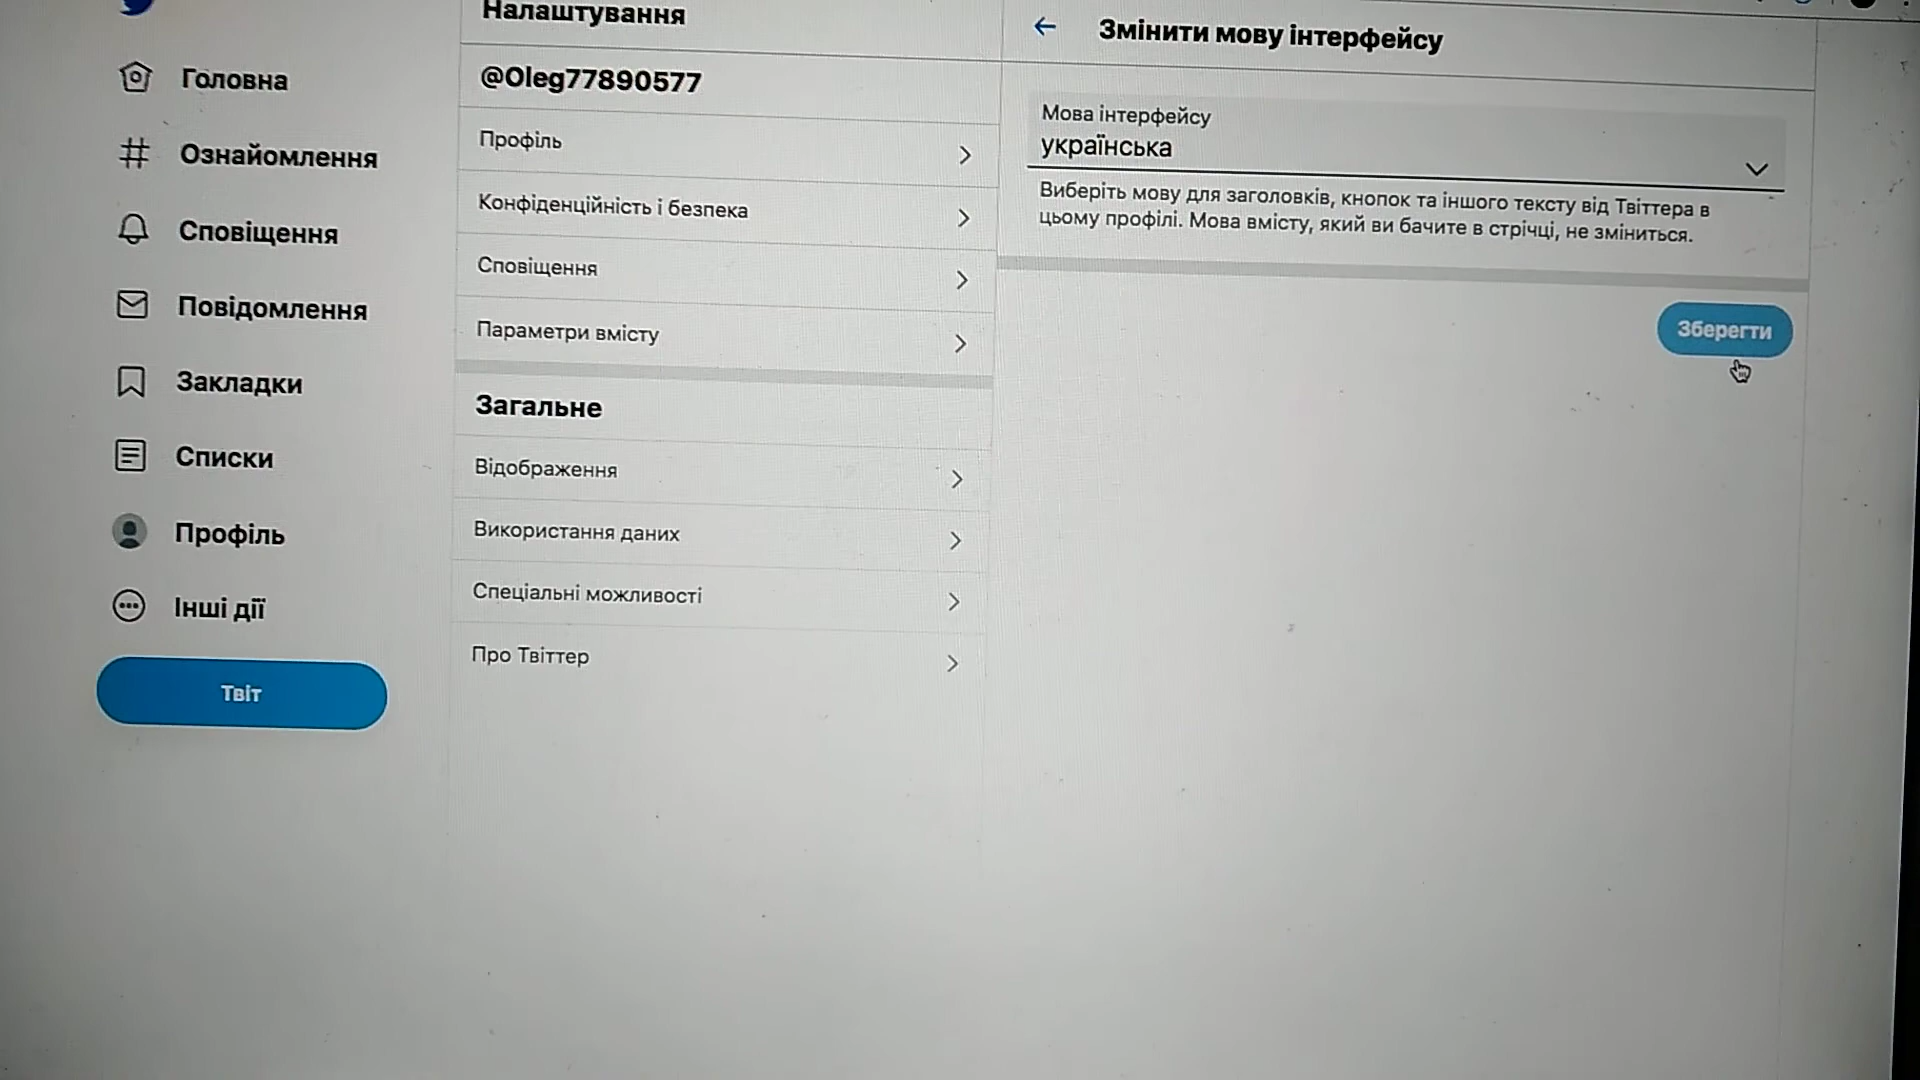 Головна
Ознайомлення
Сповіщення
Повідомлення
Закладки
Списки
Профіль
Інші дії
Твіт
Налаштування
@Oleg77890577
Профіль
Конфіденційність і безпека
Сповіщення
Параметри вмісту
Загальне
Відображення
Використання даних
Спеціальні можливості
Про Твіттер
Змінити мову інтерфейсу
Мова інтерфейсу
українська
Виберіть мову для заголовків, кнопок та іншого тексту від Твіттера в
цьому профілі. Мова вмісту, який ви бачите в стрічці, не зміниться.
Зберегти